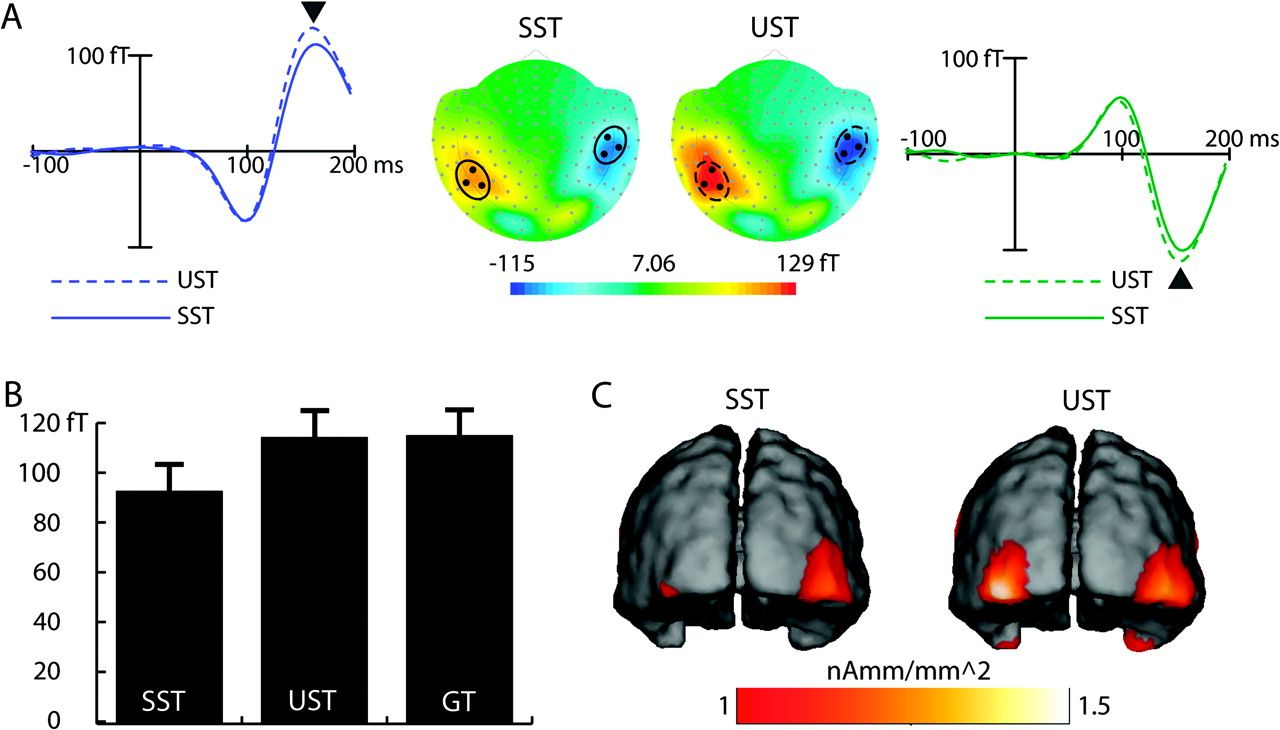 A
SST UST
100 fT
100 fT
-100 100 200 ms
-100 100 200 ms
UST
SST
-115 7.06 129 fT
UST
SST
B
120 fT
100
80
60
40
20
0
SST UST GT
C
SST UST
nAmm/mm^2
1 1.5